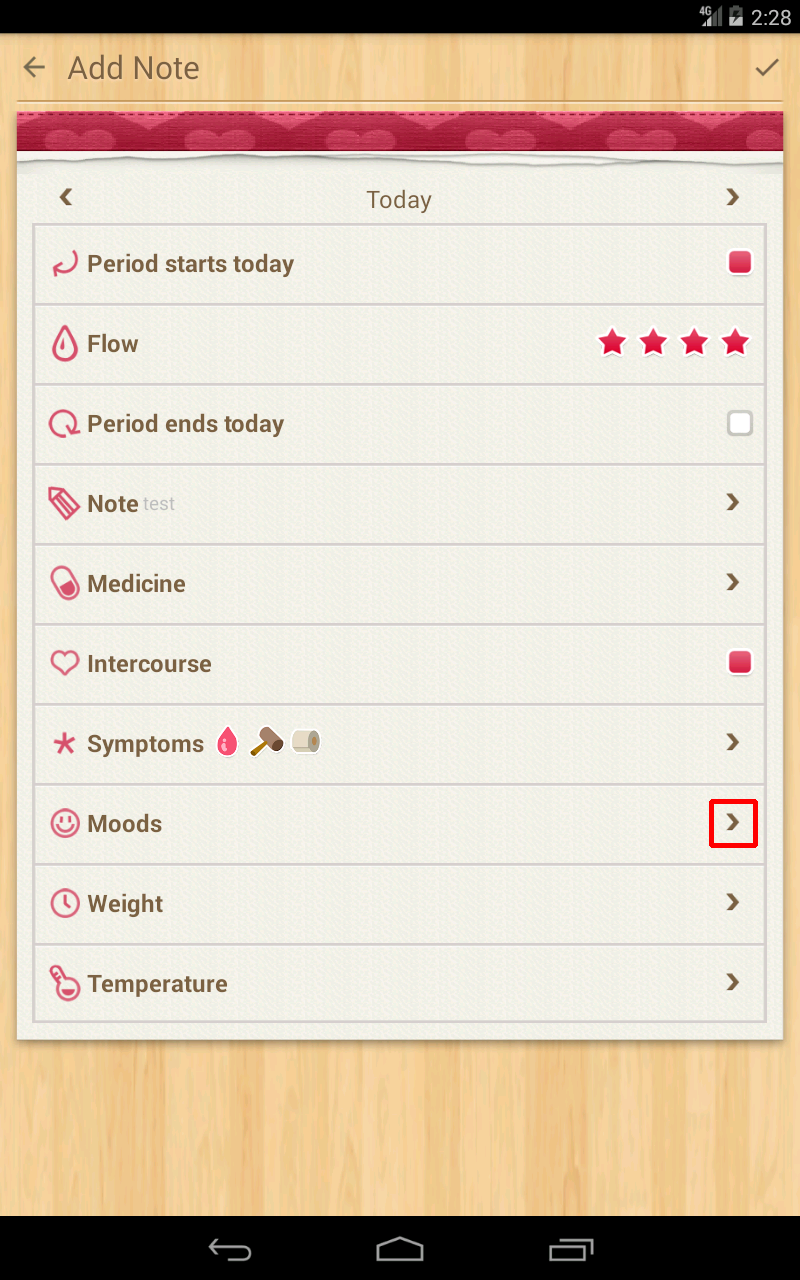 4G 2:28
Add Note
Today
Period starts today
Flow
Period ends today
Note test
Medicine
Intercourse
Symptoms
Moods
Weight
Temperature